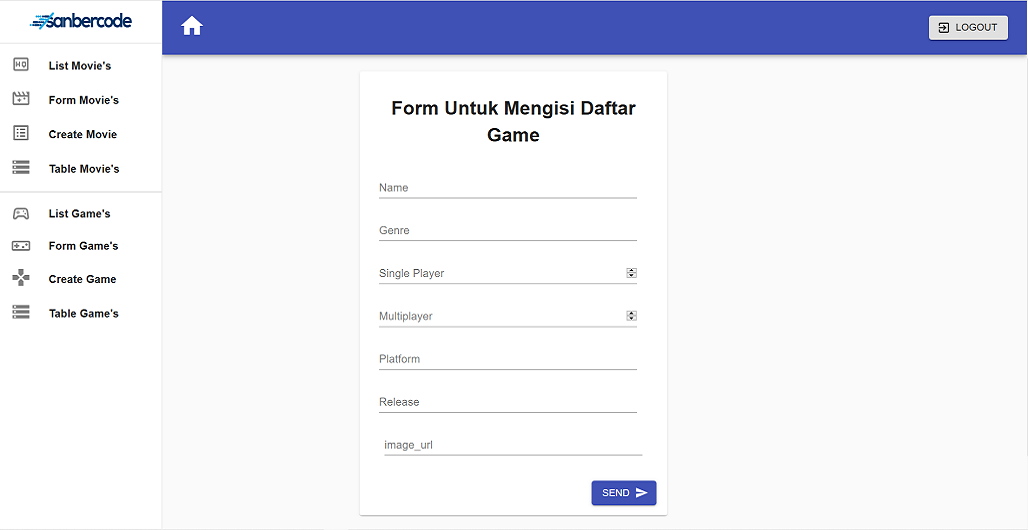 sanbercode
LOGOUT
HQ
List Movie's
Form Movie's
Create Movie
Table Movie's
List Game's
Form Game's
Create Game
Table Game's
Form Untuk Mengisi Daftar
Game
Name
Genre
Single Player
Multiplayer
Platform
Release
image_url
SEND